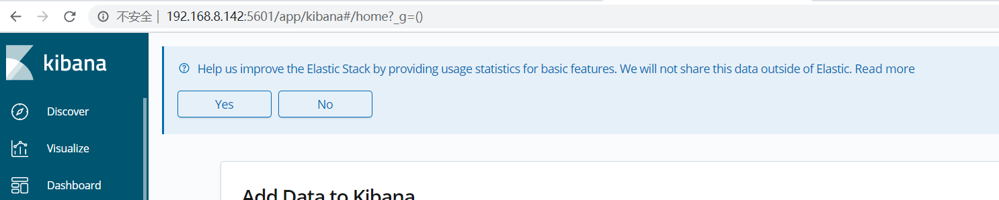 不安全 | 192.168.8.142:5601/app/kibana#/home?_g=()
kibana
Help us improve the Elastic Stack by providing usage statistics for basic features. We will not share this data outside of Elastic. Read more
Yes No
Discover
Visualize
Dashboard
Add Data to Kibana